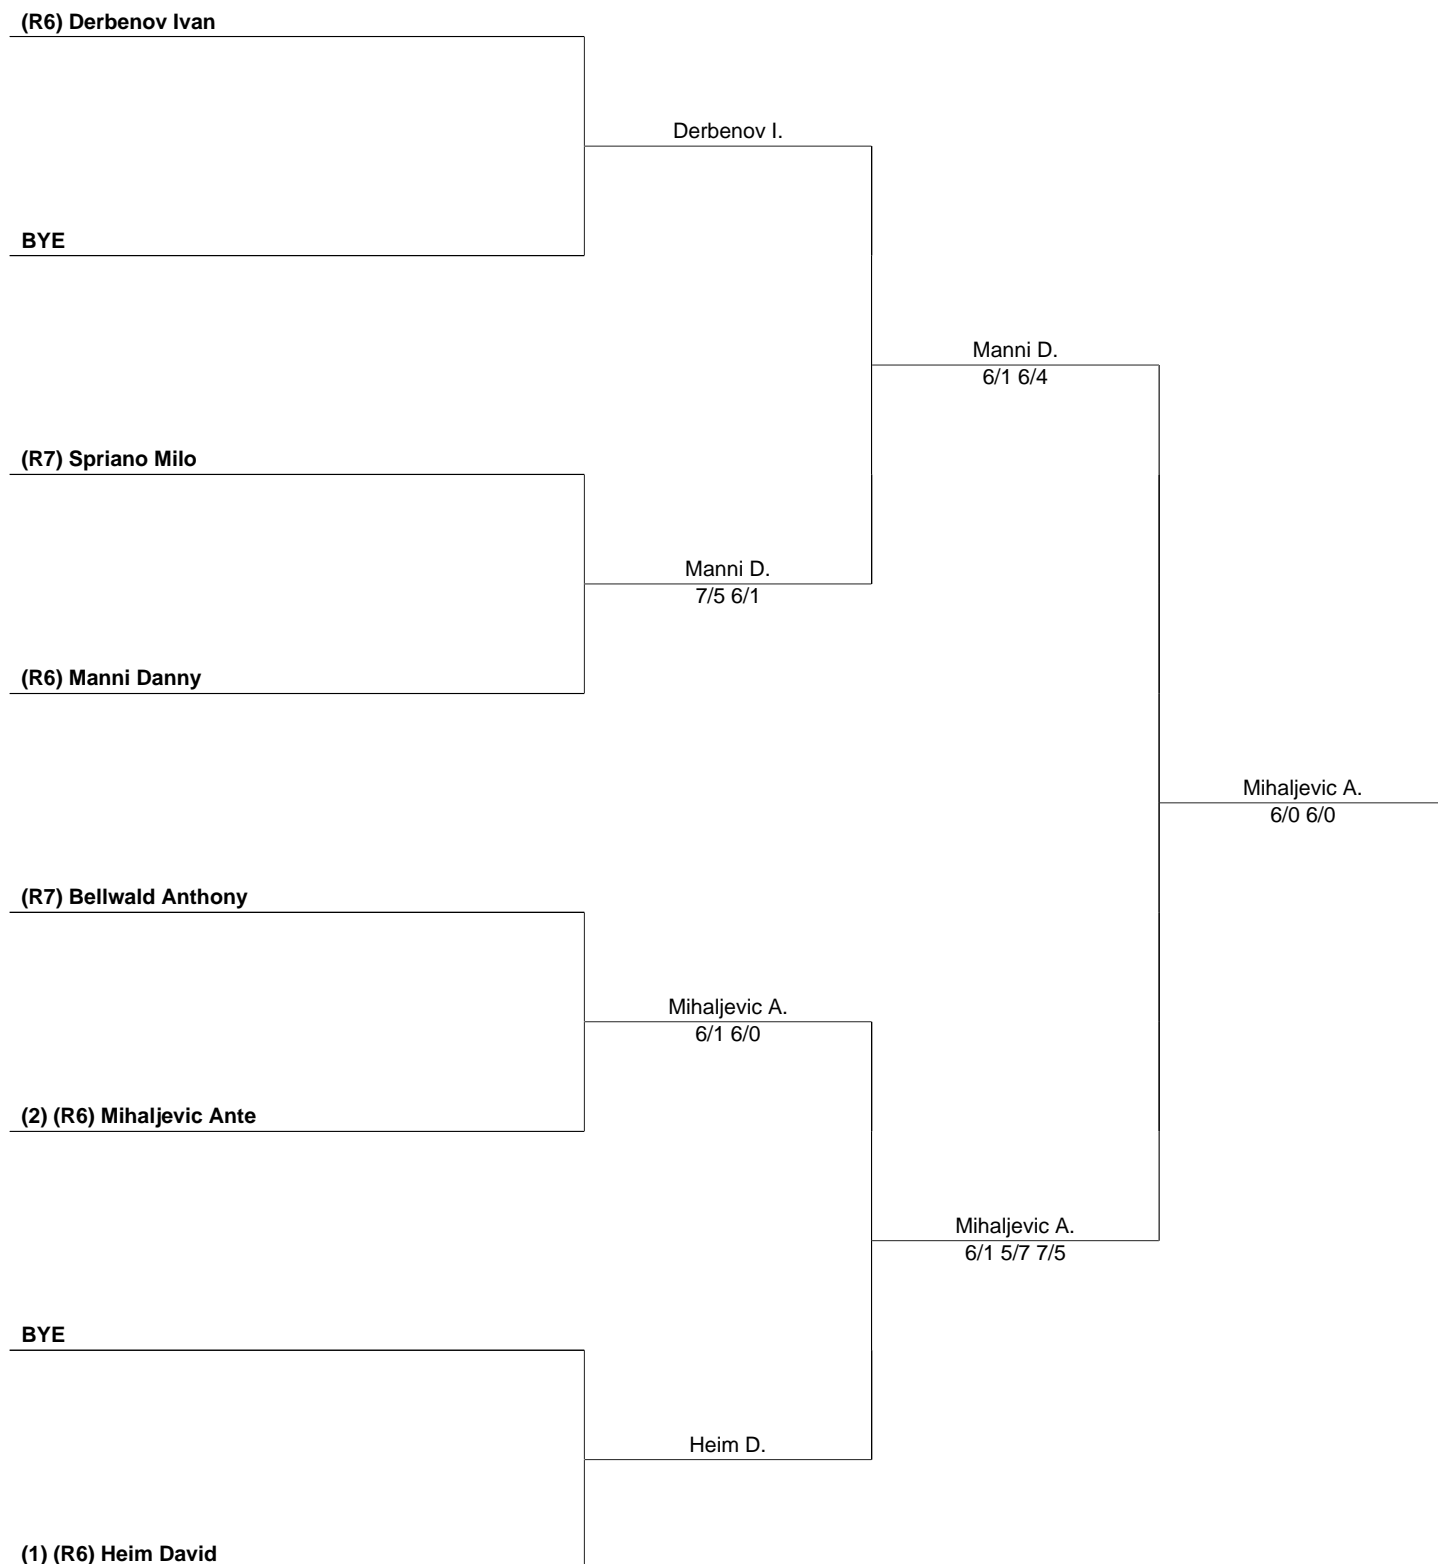 (R6) Derbenov Ivan
Derbenov I.
BYE
Manni D.
6/1 6/4
(R7) Spriano Milo
Manni D.
7/5 6/1
(R6) Manni Danny
Mihaljevic A.
6/0 6/0
(R7) Bellwald Anthony
Mihaljevic A.
6/1 6/0
(2) (R6) Mihaljevic Ante
Mihaljevic A.
6/1 5/7 7/5
BYE
Heim D.
(1) (R6) Heim David